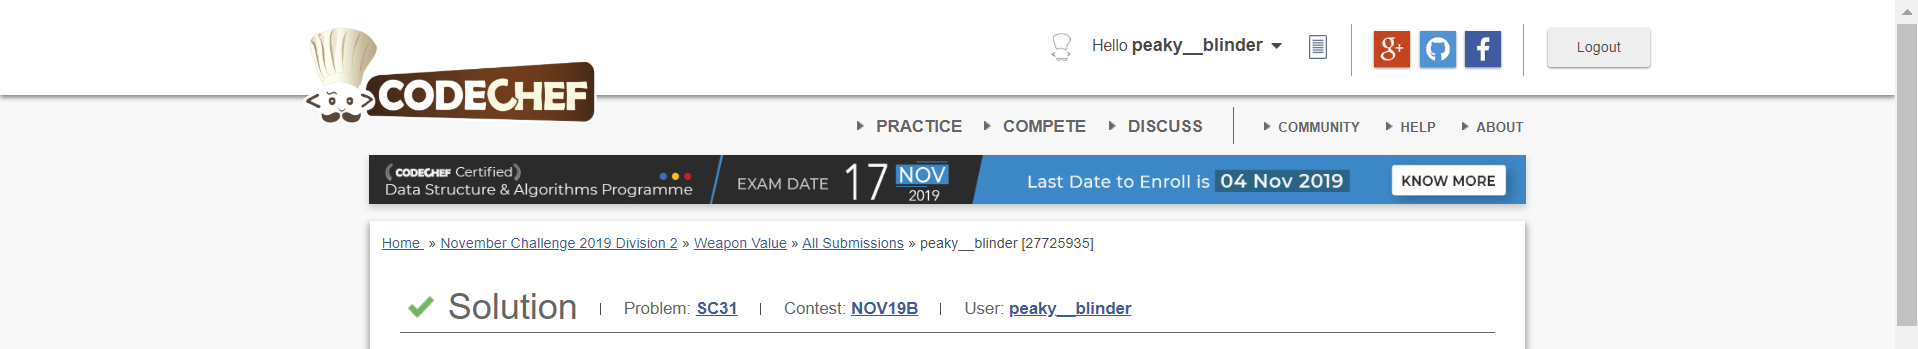 Hello peaky__blinder
g+
f
Logout
CODECHEF
PRACTICE COMPETE DISCUSS COMMUNITY HELP ABOUT
(CODECHEF Certified)
Data Structure & Algorithms Programme
EXAM DATE 17 NOV 2019
Last Date to Enroll is 04 Nov 2019
KNOW MORE
Home » November Challenge 2019 Division 2 » Weapon Value » All Submissions » peaky__blinder [27725935]
Solution | Problem: SC31 | Contest: NOV19B | User: peaky__blinder